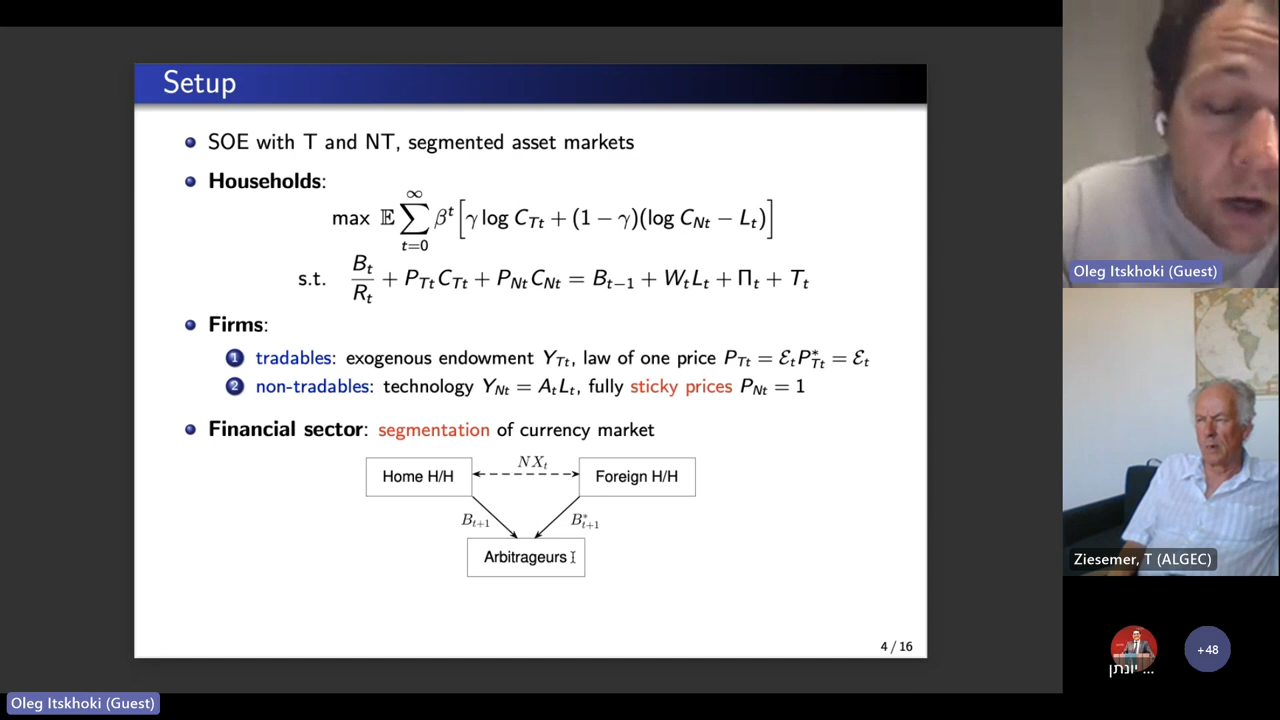 Setup
SOE with T and NT, segmented asset markets
Households:
max 𝔼 ∑_{t=0}^{∞} β^t [γ log C_{Tt} + (1 − γ)(log C_{Nt} − L_t)]
s.t. B_t/R_t + P_{Tt}C_{Tt} + P_{Nt}C_{Nt} = B_{t−1} + W_tL_t + Π_t + T_t
Firms:
1 tradables: exogenous endowment Y_{Tt}, law of one price P_{Tt} = ℰ_tP*_{Tt} = ℰ_t
2 non-tradables: technology Y_{Nt} = A_tL_t, fully sticky prices P_{Nt} = 1
Financial sector: segmentation of currency market
NX_t
Home H/H
Foreign H/H
B_{t+1}
B*_{t+1}
Arbitrageurs
4 / 16
Oleg Itskhoki (Guest)
Ziesemer, T (ALGEC)
יונתן ...
+48
Oleg Itskhoki (Guest)